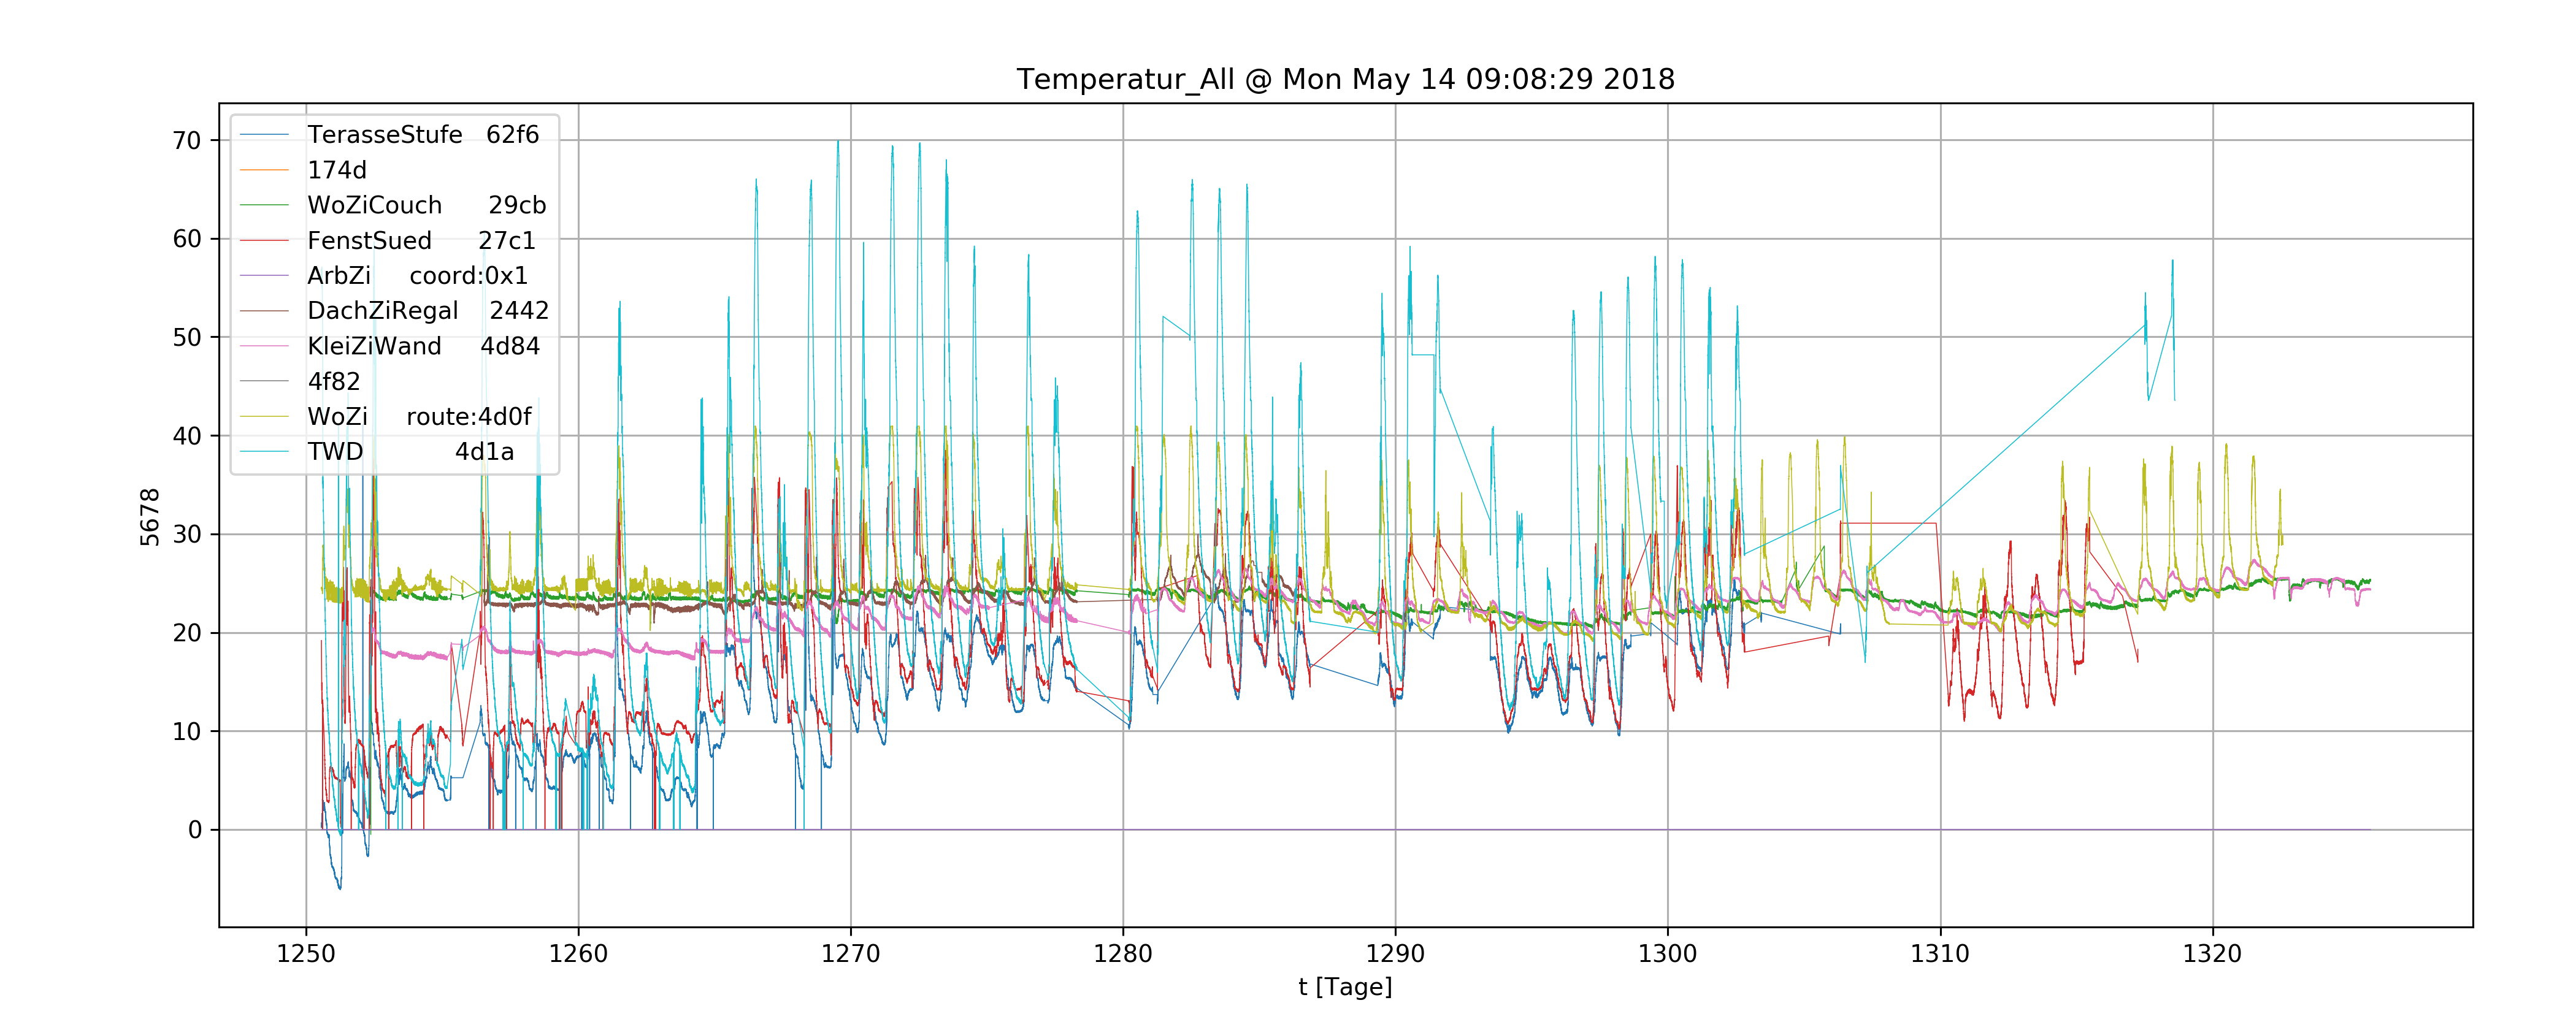 Temperatur_All @ Mon May 14 09:08:29 2018
TerasseStufe 62f6
174d
WoZiCouch 29cb
FenstSued 27c1
ArbZi coord:0x1
DachZiRegal 2442
KleiZiWand 4d84
4f82
WoZi route:4d0f
TWD 4d1a
70
60
50
40
30
20
10
0
5678
1250 1260 1270 1280 1290 1300 1310 1320
t [Tage]